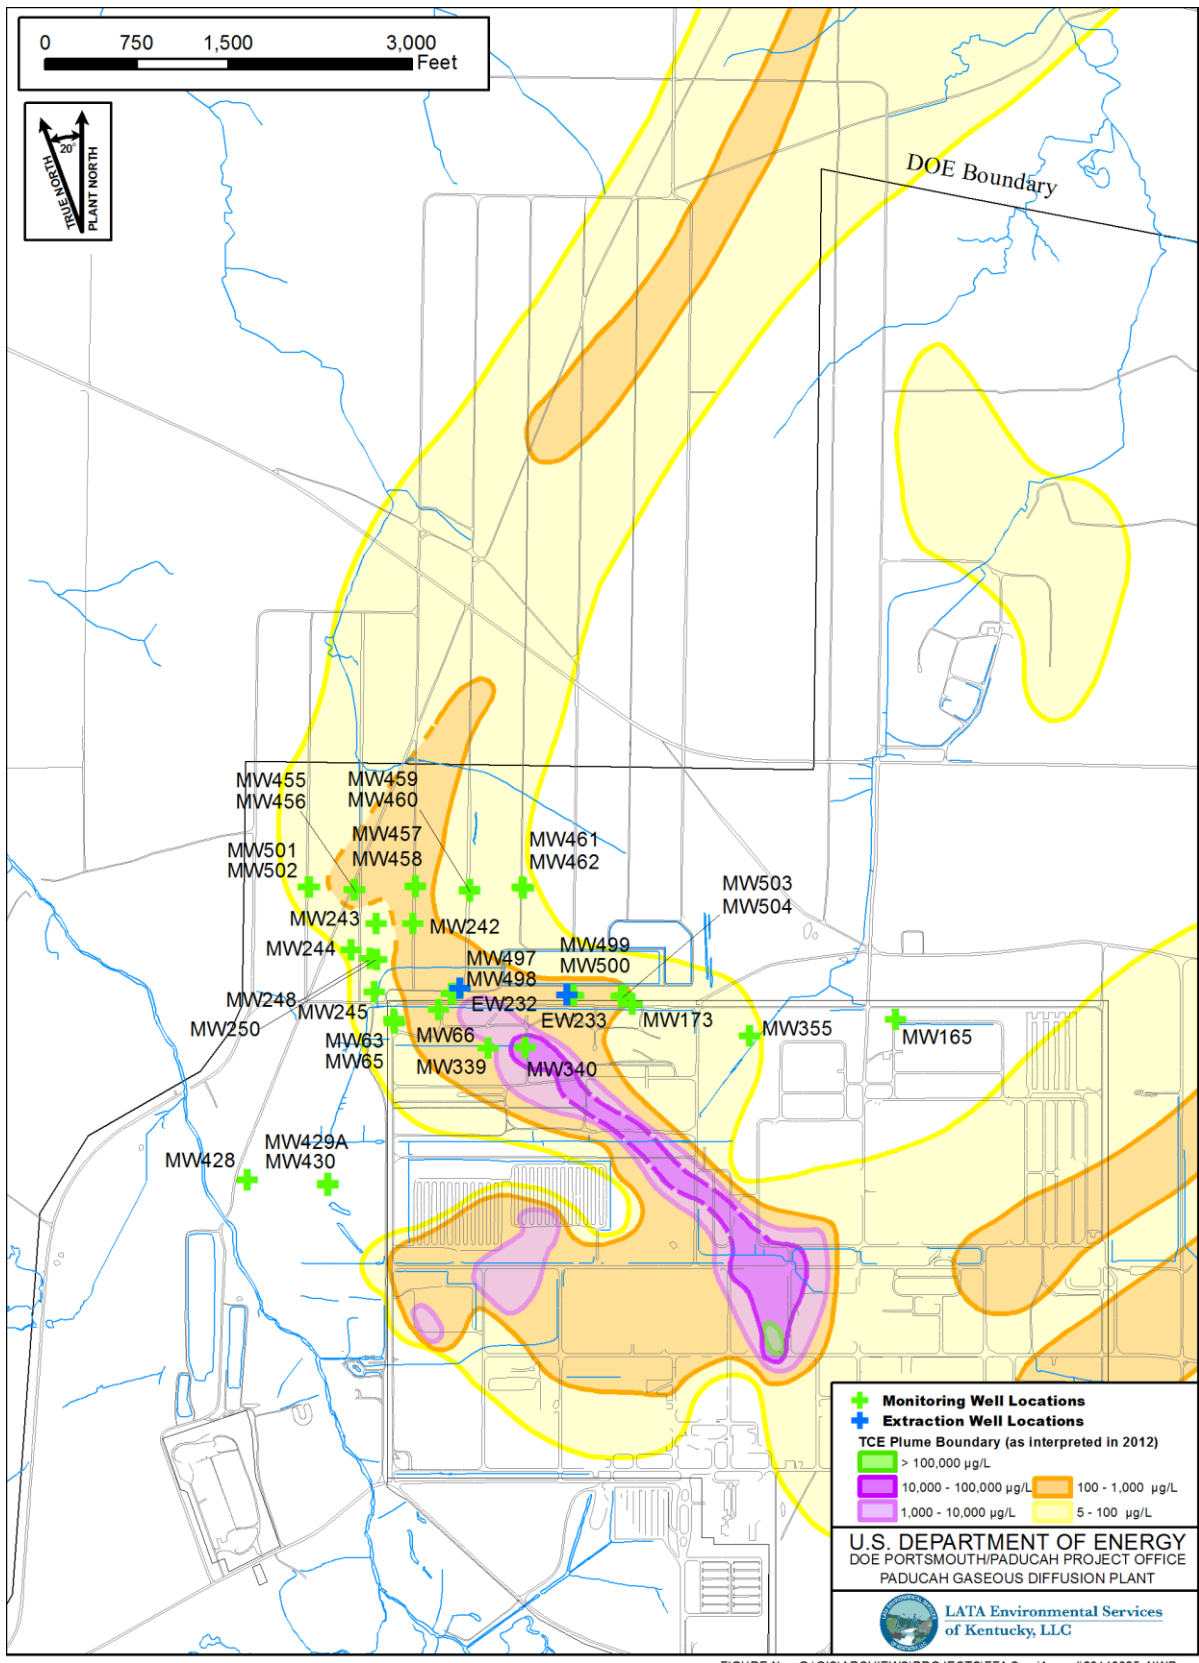 0 750 1,500 3,000
Feet
20°
TRUE NORTH
PLANT NORTH
DOE Boundary
MW455
MW456
MW459
MW460
MW457
MW458
MW461
MW462
MW501
MW502
MW503
MW504
MW243
MW242
MW244
MW499
MW500
MW497
MW498
MW248
MW245
EW232
EW233
MW173
MW250
MW63
MW65
MW66
MW355
MW165
MW339
MW340
MW429A
MW430
MW428
Monitoring Well Locations
Extraction Well Locations
TCE Plume Boundary (as interpreted in 2012)
> 100,000 µg/L
10,000 - 100,000 µg/L
100 - 1,000 µg/L
1,000 - 10,000 µg/L
5 - 100 µg/L
U.S. DEPARTMENT OF ENERGY
DOE PORTSMOUTH/PADUCAH PROJECT OFFICE
PADUCAH GASEOUS DIFFUSION PLANT
LATA Environmental Services
of Kentucky, LLC